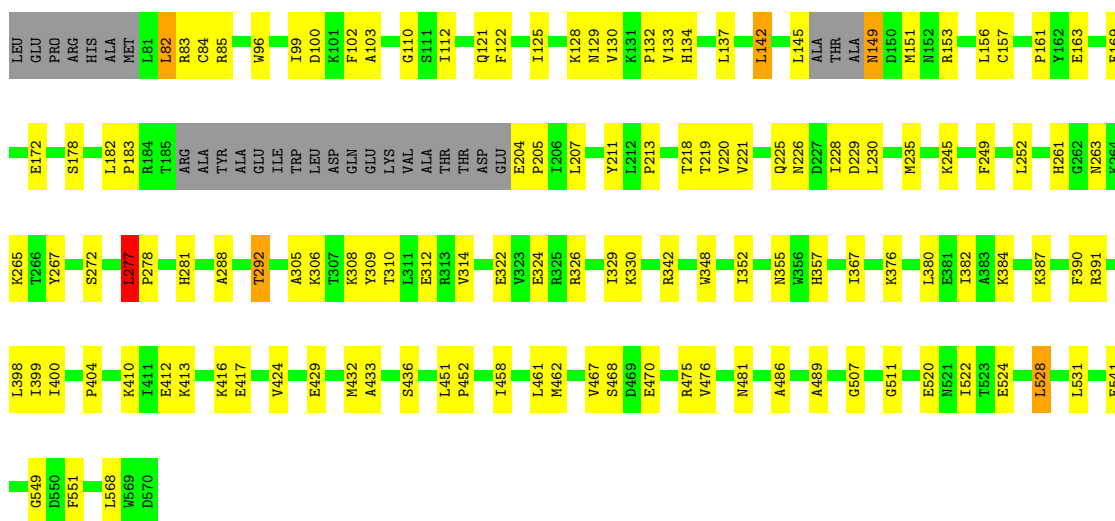 LEU GLU PRO ARG HIS ALA MET L81 L82 R83 C84 R85 W96 I99 D100 K101 F102 A103 G110 S111 I112 Q121 F122 I125 K128 N129 V130 K131 P132 V133 H134 L137 L142 L145 ALA THR ALA N149 D150 M151 N152 R153 L156 C157 P161 Y162 E163
E172 S178 L182 P183 R184 T185 ARG ALA TYR ALA GLU ILE TRP LEU ASP GLN GLU LYS VAL ALA THR THR ASP GLU E204 P205 I206 L207 Y211 L212 P213 T218 T219 V220 V221 Q225 N226 D227 I228 D229 L230 M235 K245 F249 L252 H261 G262 N263 K264
K265 T266 Y267 S272 L277 P278 H281 A288 T292 A305 K306 T307 K308 Y309 T310 L311 E312 R313 V314 E322 V323 E324 R325 R326 I329 K330 R342 W348 I352 N355 W356 H357 I367 K376 L380 E381 I382 A383 K384 K387 F390 R391
L398 I399 I400 P404 K410 I411 E412 K413 K416 E417 V424 E429 M432 A433 S436 L451 P452 I458 L461 M462 V467 S468 D469 E470 R475 V476 N481 A486 A489 G507 G511 E520 N521 I522 T523 E524 L528 L531
G549 D550 F551 L568 W569 D570